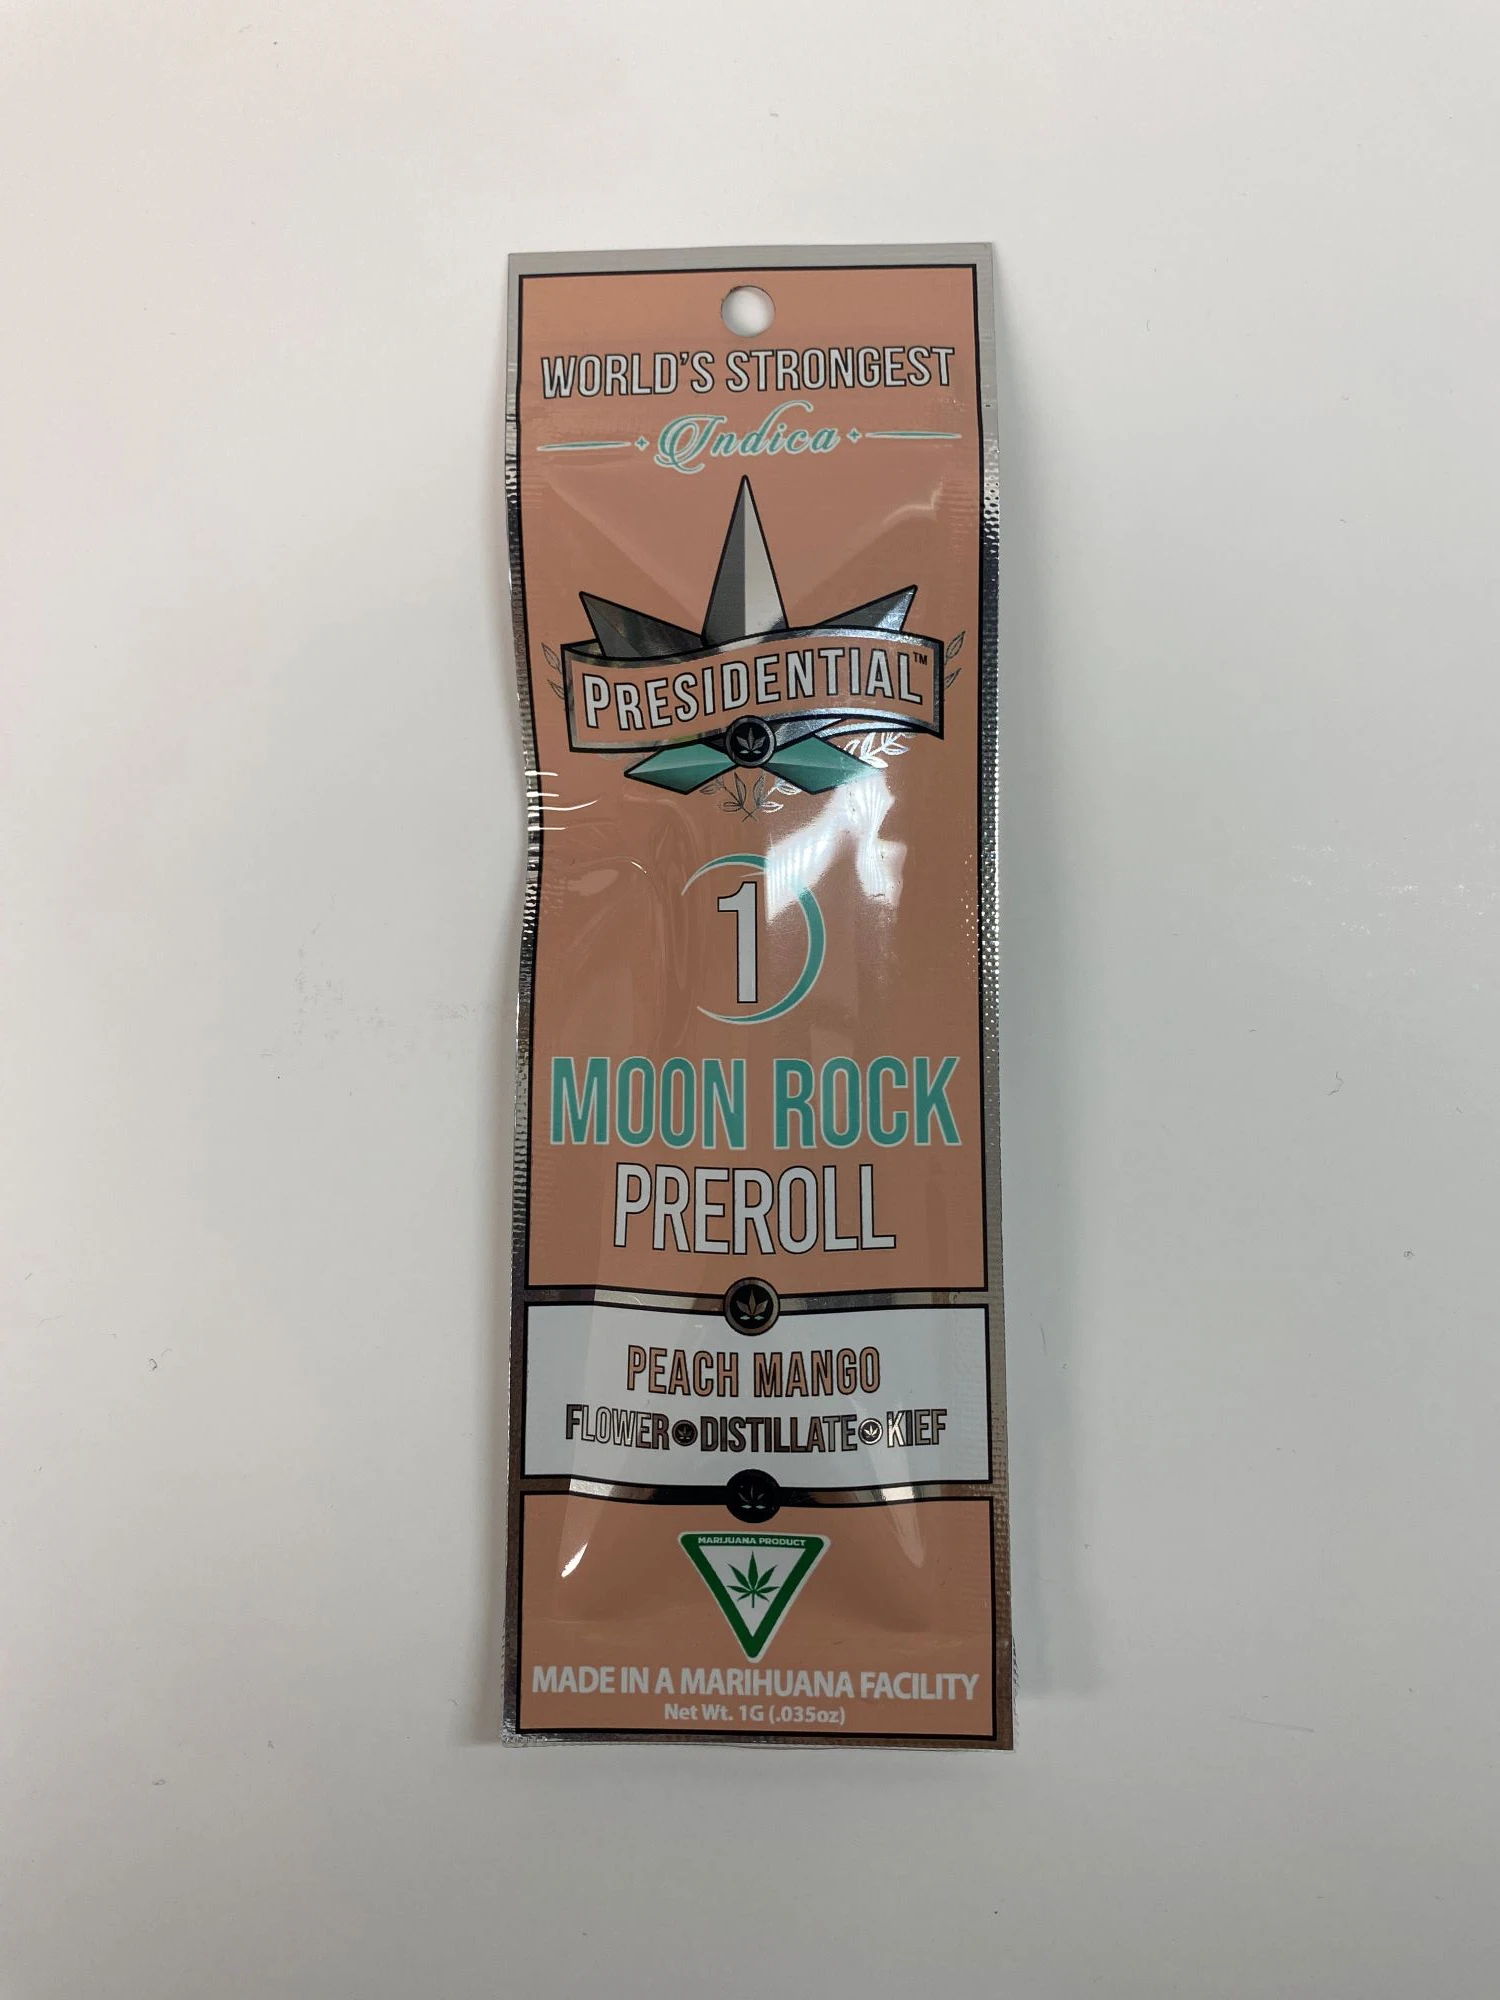 WORLD'S STRONGEST
Indica
PRESIDENTIAL™
1
MOON ROCK
PREROLL
PEACH MANGO
FLOWER DISTILLATE KIEF
MARIJUANA PRODUCT
MADE IN A MARIHUANA FACILITY
Net Wt. 1G (.035oz)